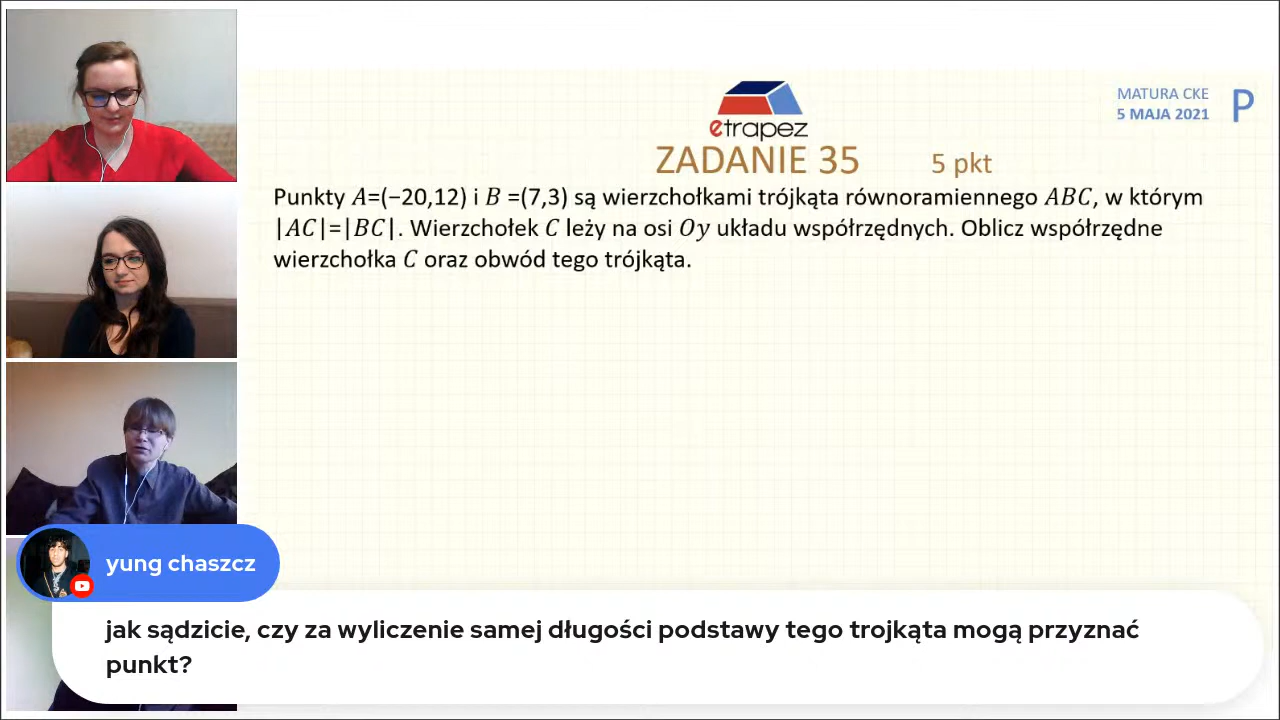 etrapez
MATURA CKE
5 MAJA 2021
P
ZADANIE 35 5 pkt
Punkty A=(−20,12) i B =(7,3) są wierzchołkami trójkąta równoramiennego ABC, w którym
|AC|=|BC|. Wierzchołek C leży na osi Oy układu współrzędnych. Oblicz współrzędne
wierzchołka C oraz obwód tego trójkąta.
yung chaszcz
jak sądzicie, czy za wyliczenie samej długości podstawy tego trojkąta mogą przyznać
punkt?